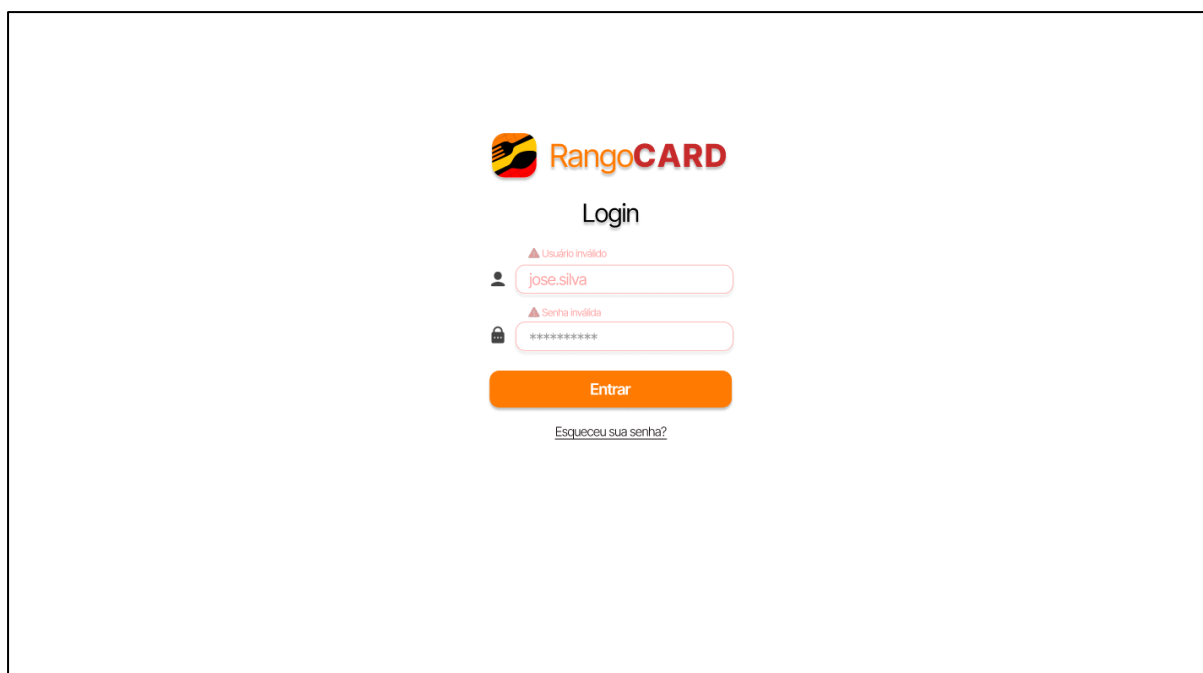 RangoCARD
Login
Usuário inválido
jose.silva
Senha inválida
**********
Entrar
Esqueceu sua senha?